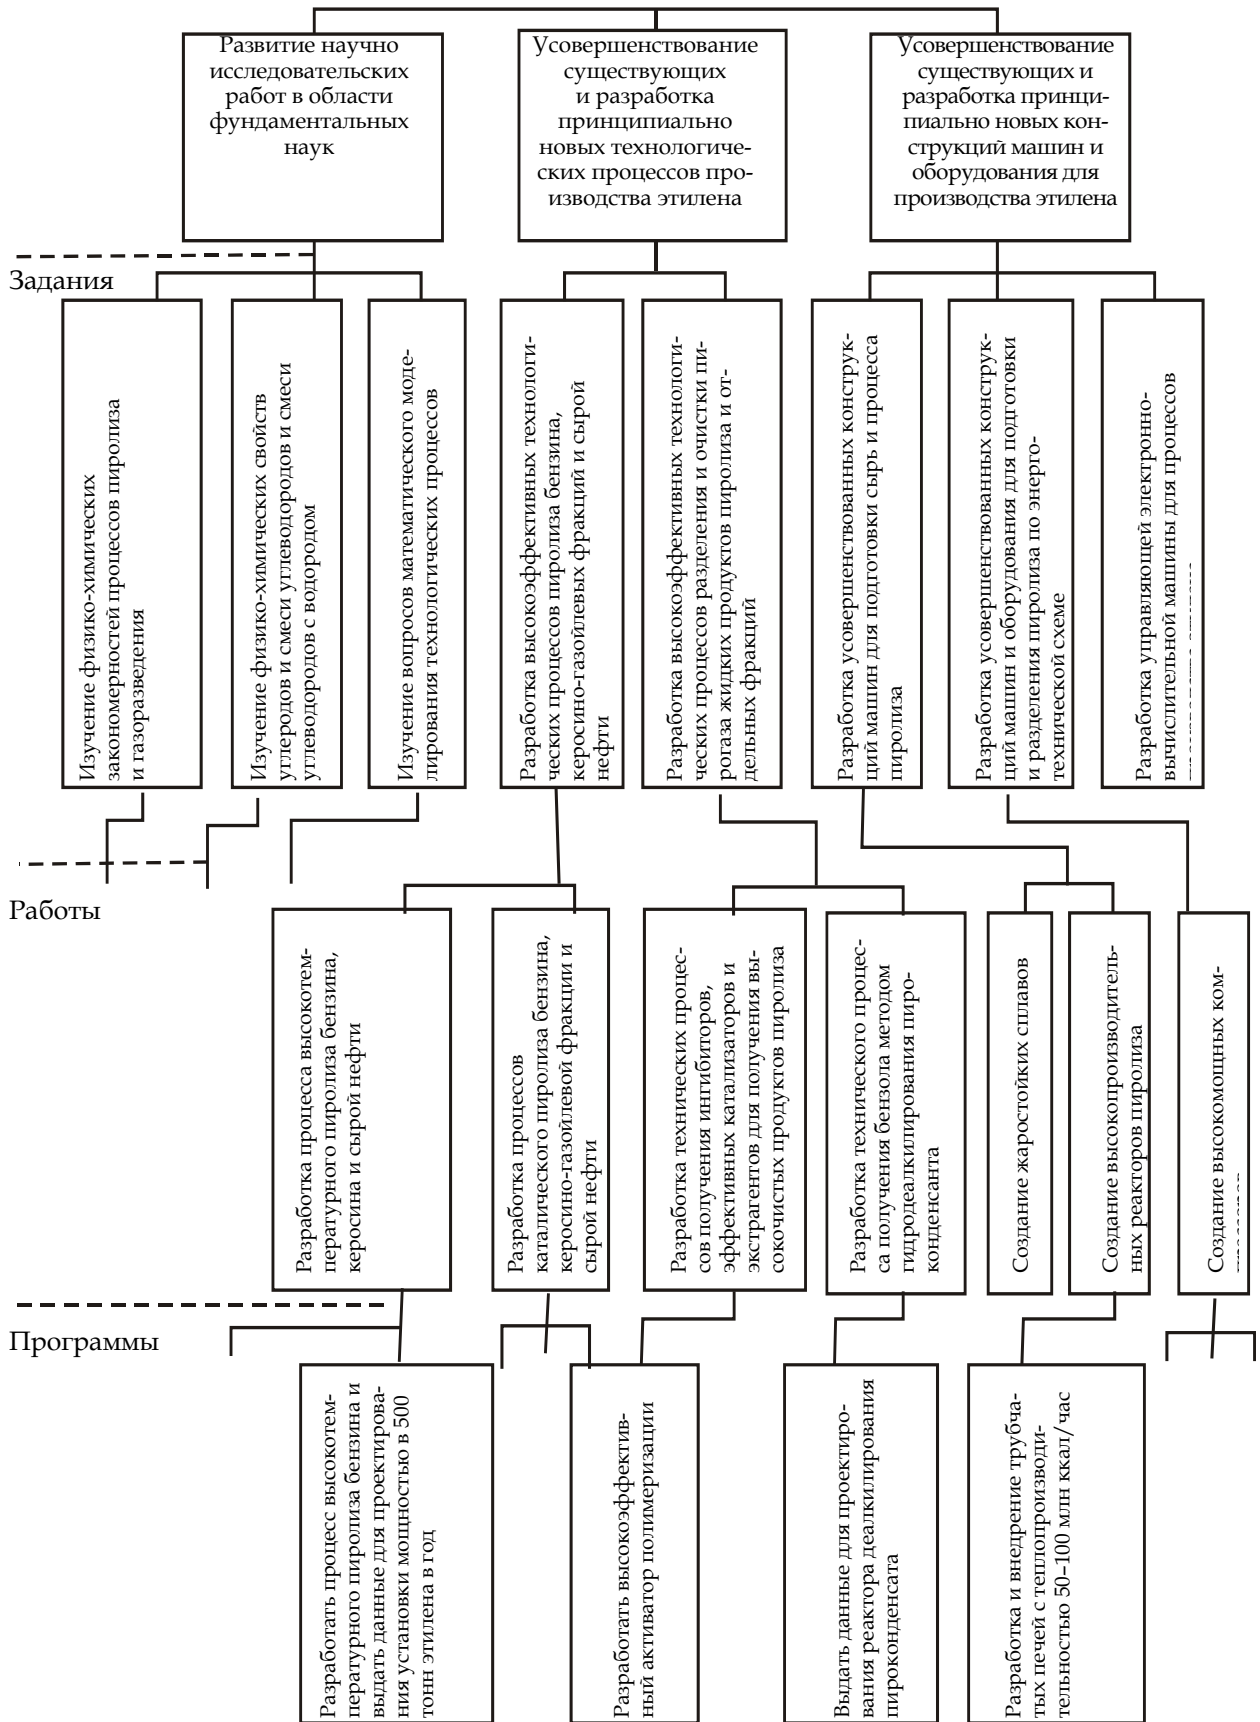 Развитие научно
исследовательских
работ в области
фундаментальных
наук
Усовершенствование
существующих
и разработка
принципиально
новых технологиче-
ских процессов про-
изводства этилена
Усовершенствование
существующих и
разработка принци-
пиально новых кон-
струкций машин и
оборудования для
производства этилена
Задания
Изучение физико-химических
закономерностей процессов пиролиза
и газоразведения
Изучение физико-химических свойств
углеродов и смеси углеводородов и смеси
углеводородов с водородом
Изучение вопросов математического моде-
лирования технологических процессов
Разработка высокоэффективных технологи-
ческих процессов пиролиза бензина,
керосино-газойлевых фракций и сырой
нефти
Разработка высокоэффективных технологи-
ческих процессов разделения и очистки пи-
рогаза жидких продуктов пиролиза и от-
дельных фракций
Разработка усовершенствованных конструк-
ций машин для подготовки сырь и процесса
пиролиза
Разработка усовершенствованных конструк-
ций машин и оборудования для подготовки
и разделения пиролиза по энерго-
технической схеме
Разработка управляющей электронно-
вычислительной машины для процессов
Работы
Разработка процесса высокотем-
пературного пиролиза бензина,
керосина и сырой нефти
Разработка процессов
каталического пиролиза бензина,
керосино-газойлевой фракции и
сырой нефти
Разработка технических процес-
сов получения ингибиторов,
эффективных катализаторов и
экстрагентов для получения вы-
сокочистых продуктов пиролиза
Разработка технического процес-
са получения бензола методом
гидродеалкилирования пиро-
конденсанта
Создание жаростойких сплавов
Создание высокопроизводитель-
ных реакторов пиролиза
Создание высокомощных ком-
Программы
Разработать процесс высокотем-
пературного пиролиза бензина и
выдать данные для проектирова-
ния установки мощностью в 500
тонн этилена в год
Разработать высокоэффектив-
ный активатор полимеризации
Выдать данные для проектиро-
вания реактора деалкилирования
пироконденсата
Разработка и внедрение трубча-
тых печей с теплопроизводи-
тельностью 50–100 млн ккал/час